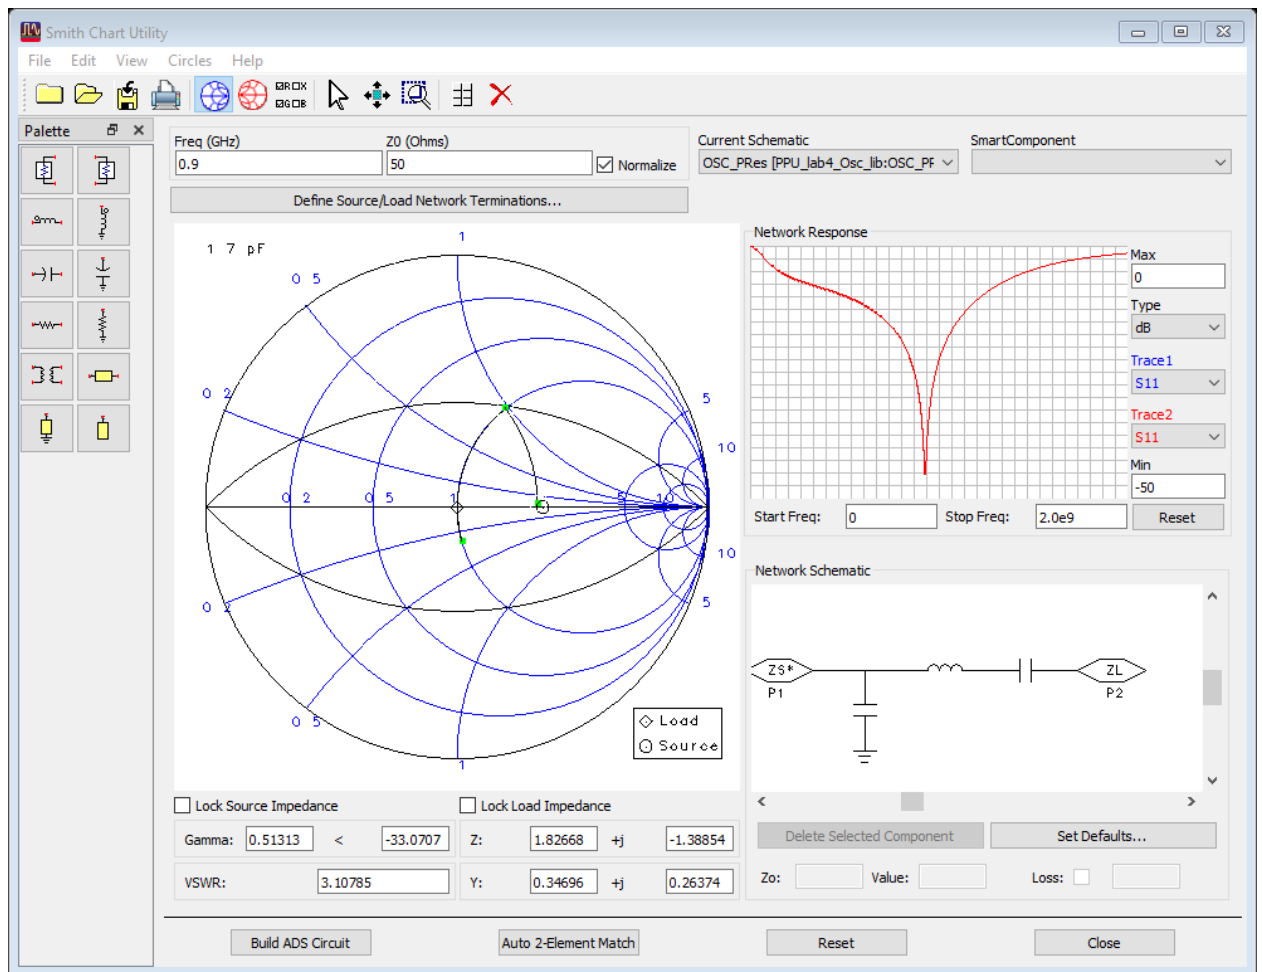 Smith Chart Utility
File Edit View Circles Help
Palette
Freq (GHz) Z0 (Ohms)
0.9 50 Normalize
Current Schematic SmartComponent
OSC_PRes [PPU_lab4_Osc_lib:OSC_PF
Define Source/Load Network Terminations...
1 7 pF
1
0 5
0 2
5
10
0 2 0 5 1 5 10
10
0 2
5
0 5
1
Load
Source
Network Response
Max
0
Type
dB
Trace1
S11
Trace2
S11
Min
-50
Start Freq: 0 Stop Freq: 2.0e9 Reset
Network Schematic
ZS*
P1
ZL
P2
Lock Source Impedance Lock Load Impedance
Gamma: 0.51313 < -33.0707 Z: 1.82668 +j -1.38854
VSWR: 3.10785 Y: 0.34696 +j 0.26374
Delete Selected Component Set Defaults...
Zo: Value: Loss:
Build ADS Circuit Auto 2-Element Match Reset Close